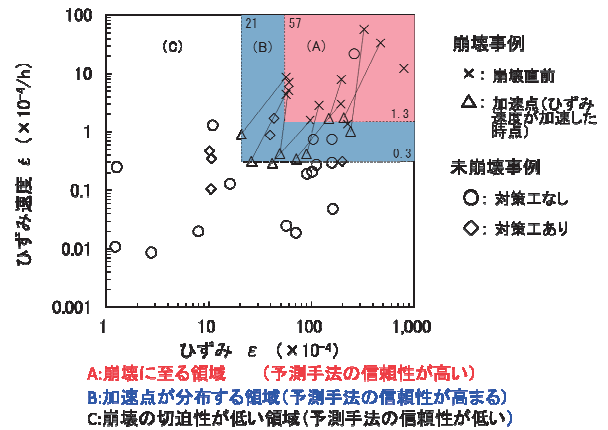 ひずみ速度 ε (×10⁻⁴/h)
100
10
1
0.1
0.01
0.001
(C)
21
(B)
57
(A)
1.3
0.3
1
10
100
1,000
ひずみ ε (×10⁻⁴)
崩壊事例
×: 崩壊直前
△: 加速点(ひずみ
速度が加速した
時点)
未崩壊事例
○: 対策工なし
◇: 対策工あり
A:崩壊に至る領域 (予測手法の信頼性が高い)
B:加速点が分布する領域(予測手法の信頼性が高まる)
C:崩壊の切迫性が低い領域(予測手法の信頼性が低い)